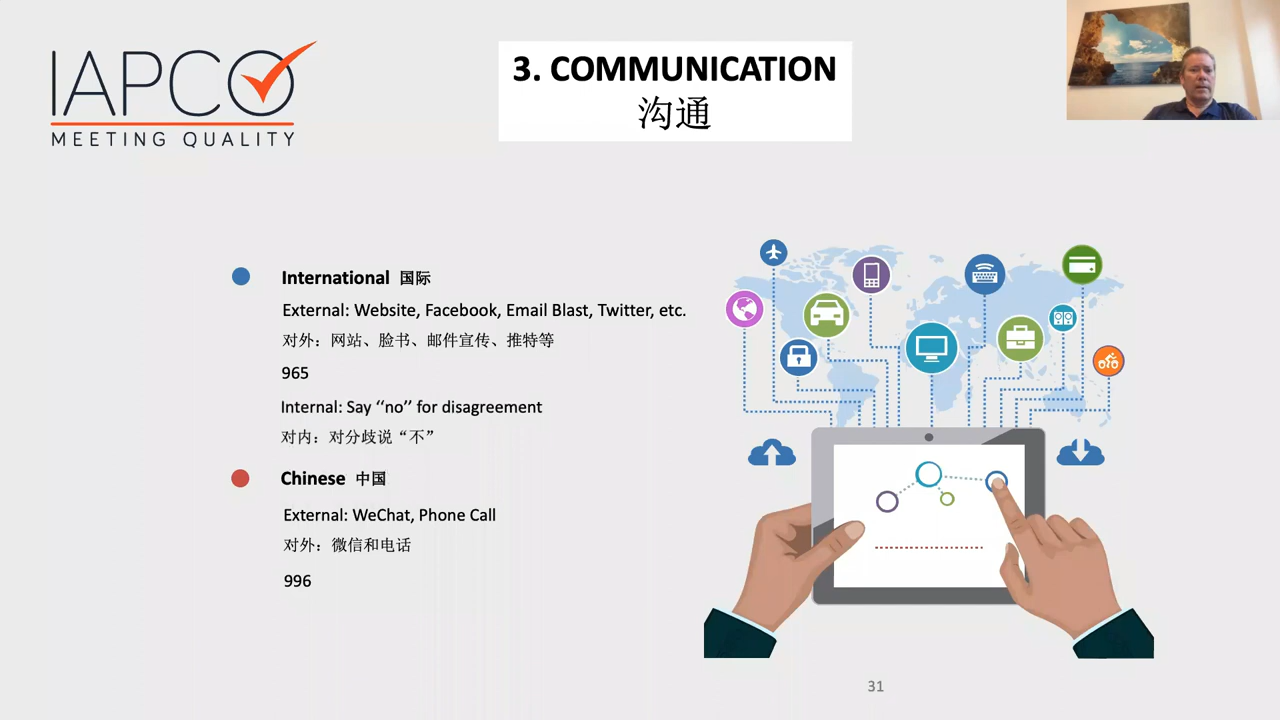 IAPCO
MEETING QUALITY
3. COMMUNICATION
沟通
International 国际
External: Website, Facebook, Email Blast, Twitter, etc.
对外：网站、脸书、邮件宣传、推特等
965
Internal: Say ‘‘no’’ for disagreement
对内：对分歧说“不”
Chinese 中国
External: WeChat, Phone Call
对外：微信和电话
996
31